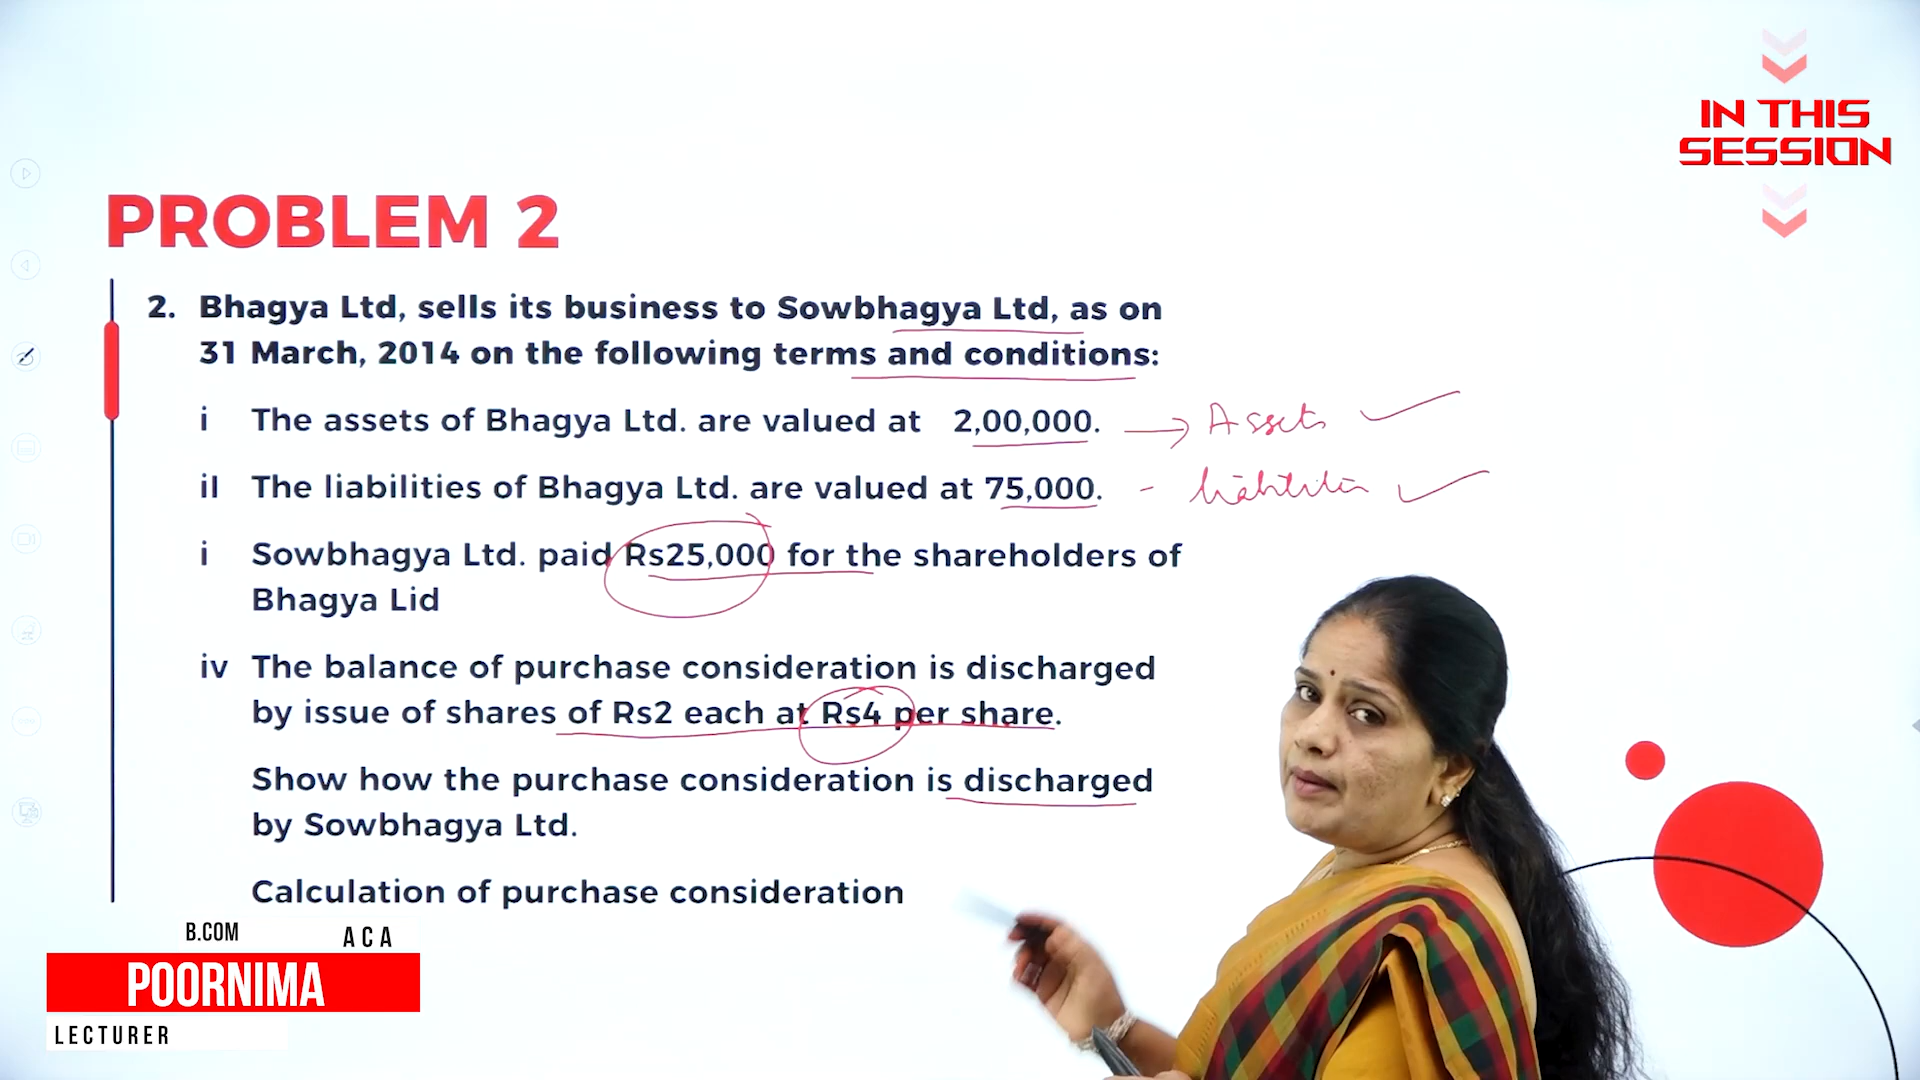 IN THIS
SESSION
PROBLEM 2
2. Bhagya Ltd, sells its business to Sowbhagya Ltd, as on
31 March, 2014 on the following terms and conditions:
i The assets of Bhagya Ltd. are valued at 2,00,000. → Assets
iI The liabilities of Bhagya Ltd. are valued at 75,000. - liabilities
i Sowbhagya Ltd. paid Rs25,000 for the shareholders of
Bhagya Lid
iv The balance of purchase consideration is discharged
by issue of shares of Rs2 each at Rs4 per share.
Show how the purchase consideration is discharged
by Sowbhagya Ltd.
Calculation of purchase consideration
B.COM ACA
POORNIMA
LECTURER